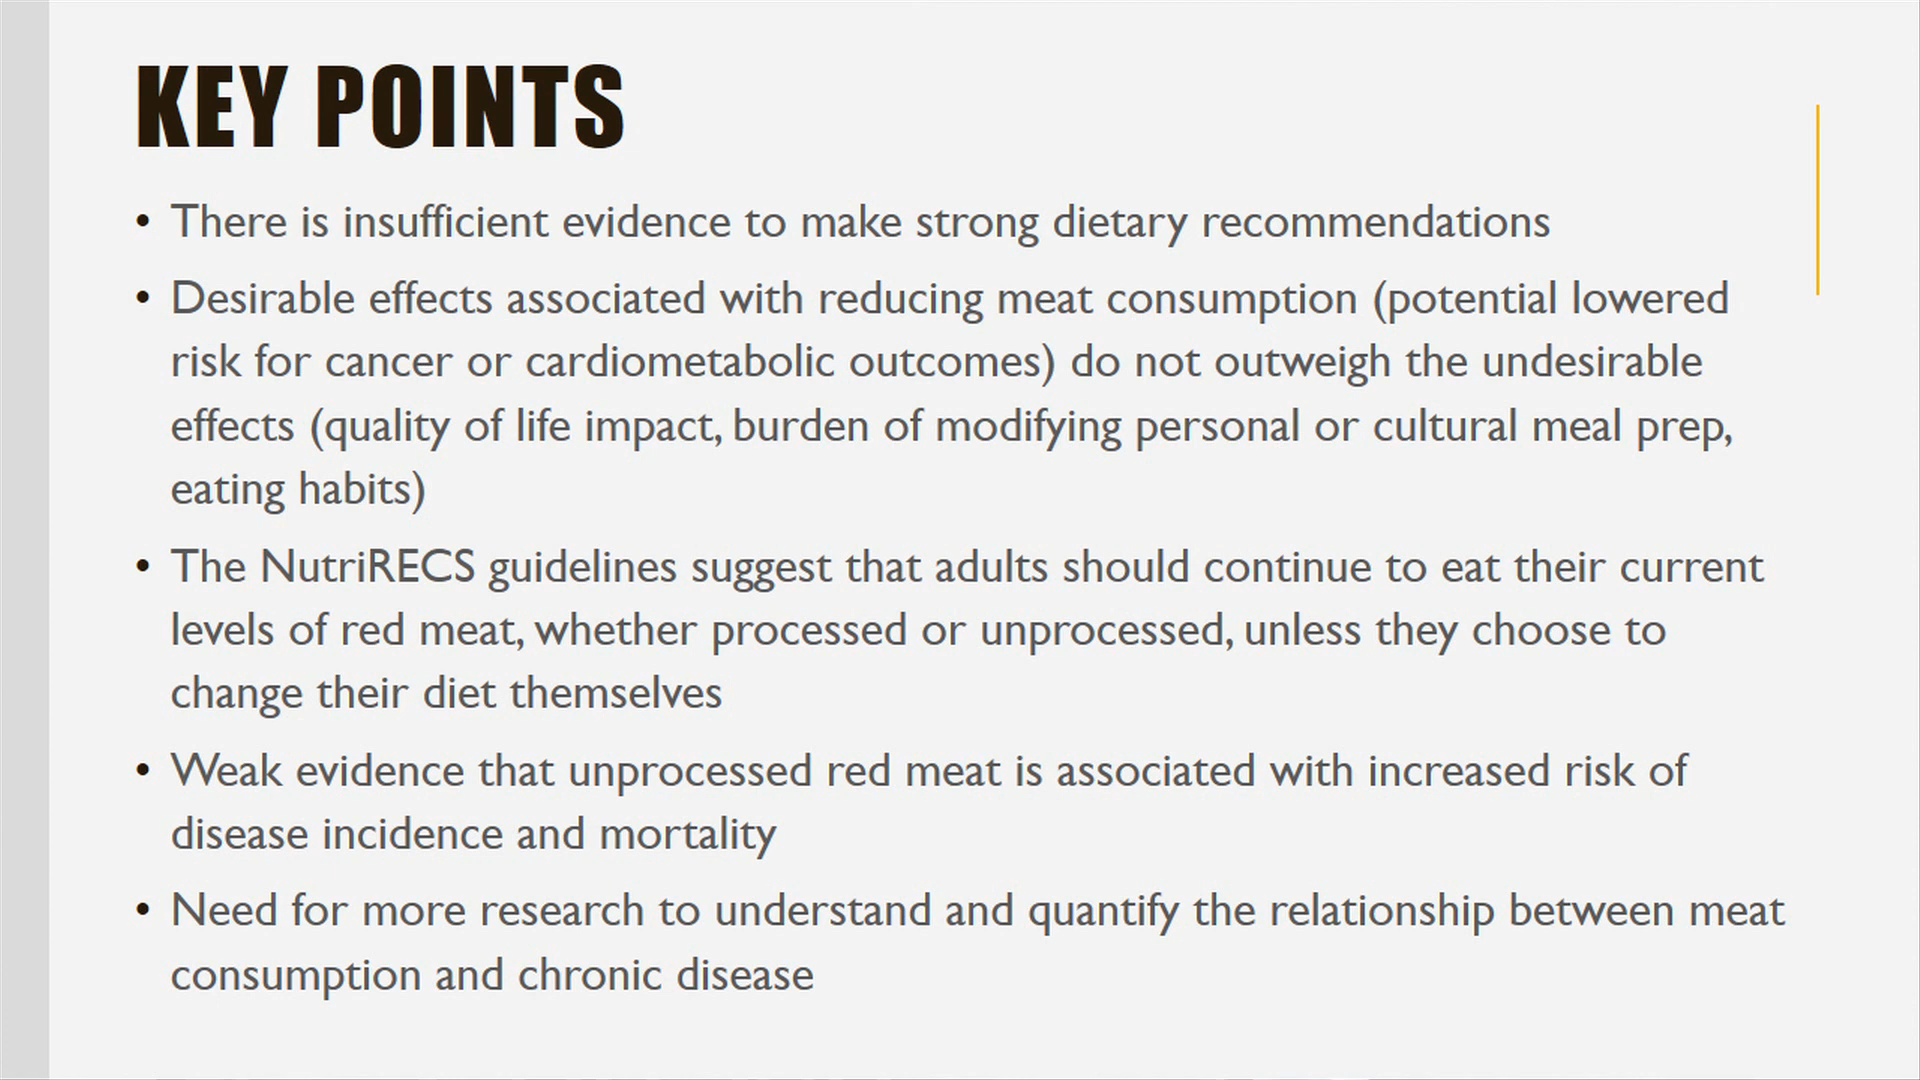 KEY POINTS
• There is insufficient evidence to make strong dietary recommendations
• Desirable effects associated with reducing meat consumption (potential lowered
risk for cancer or cardiometabolic outcomes) do not outweigh the undesirable
effects (quality of life impact, burden of modifying personal or cultural meal prep,
eating habits)
• The NutriRECS guidelines suggest that adults should continue to eat their current
levels of red meat, whether processed or unprocessed, unless they choose to
change their diet themselves
• Weak evidence that unprocessed red meat is associated with increased risk of
disease incidence and mortality
• Need for more research to understand and quantify the relationship between meat
consumption and chronic disease